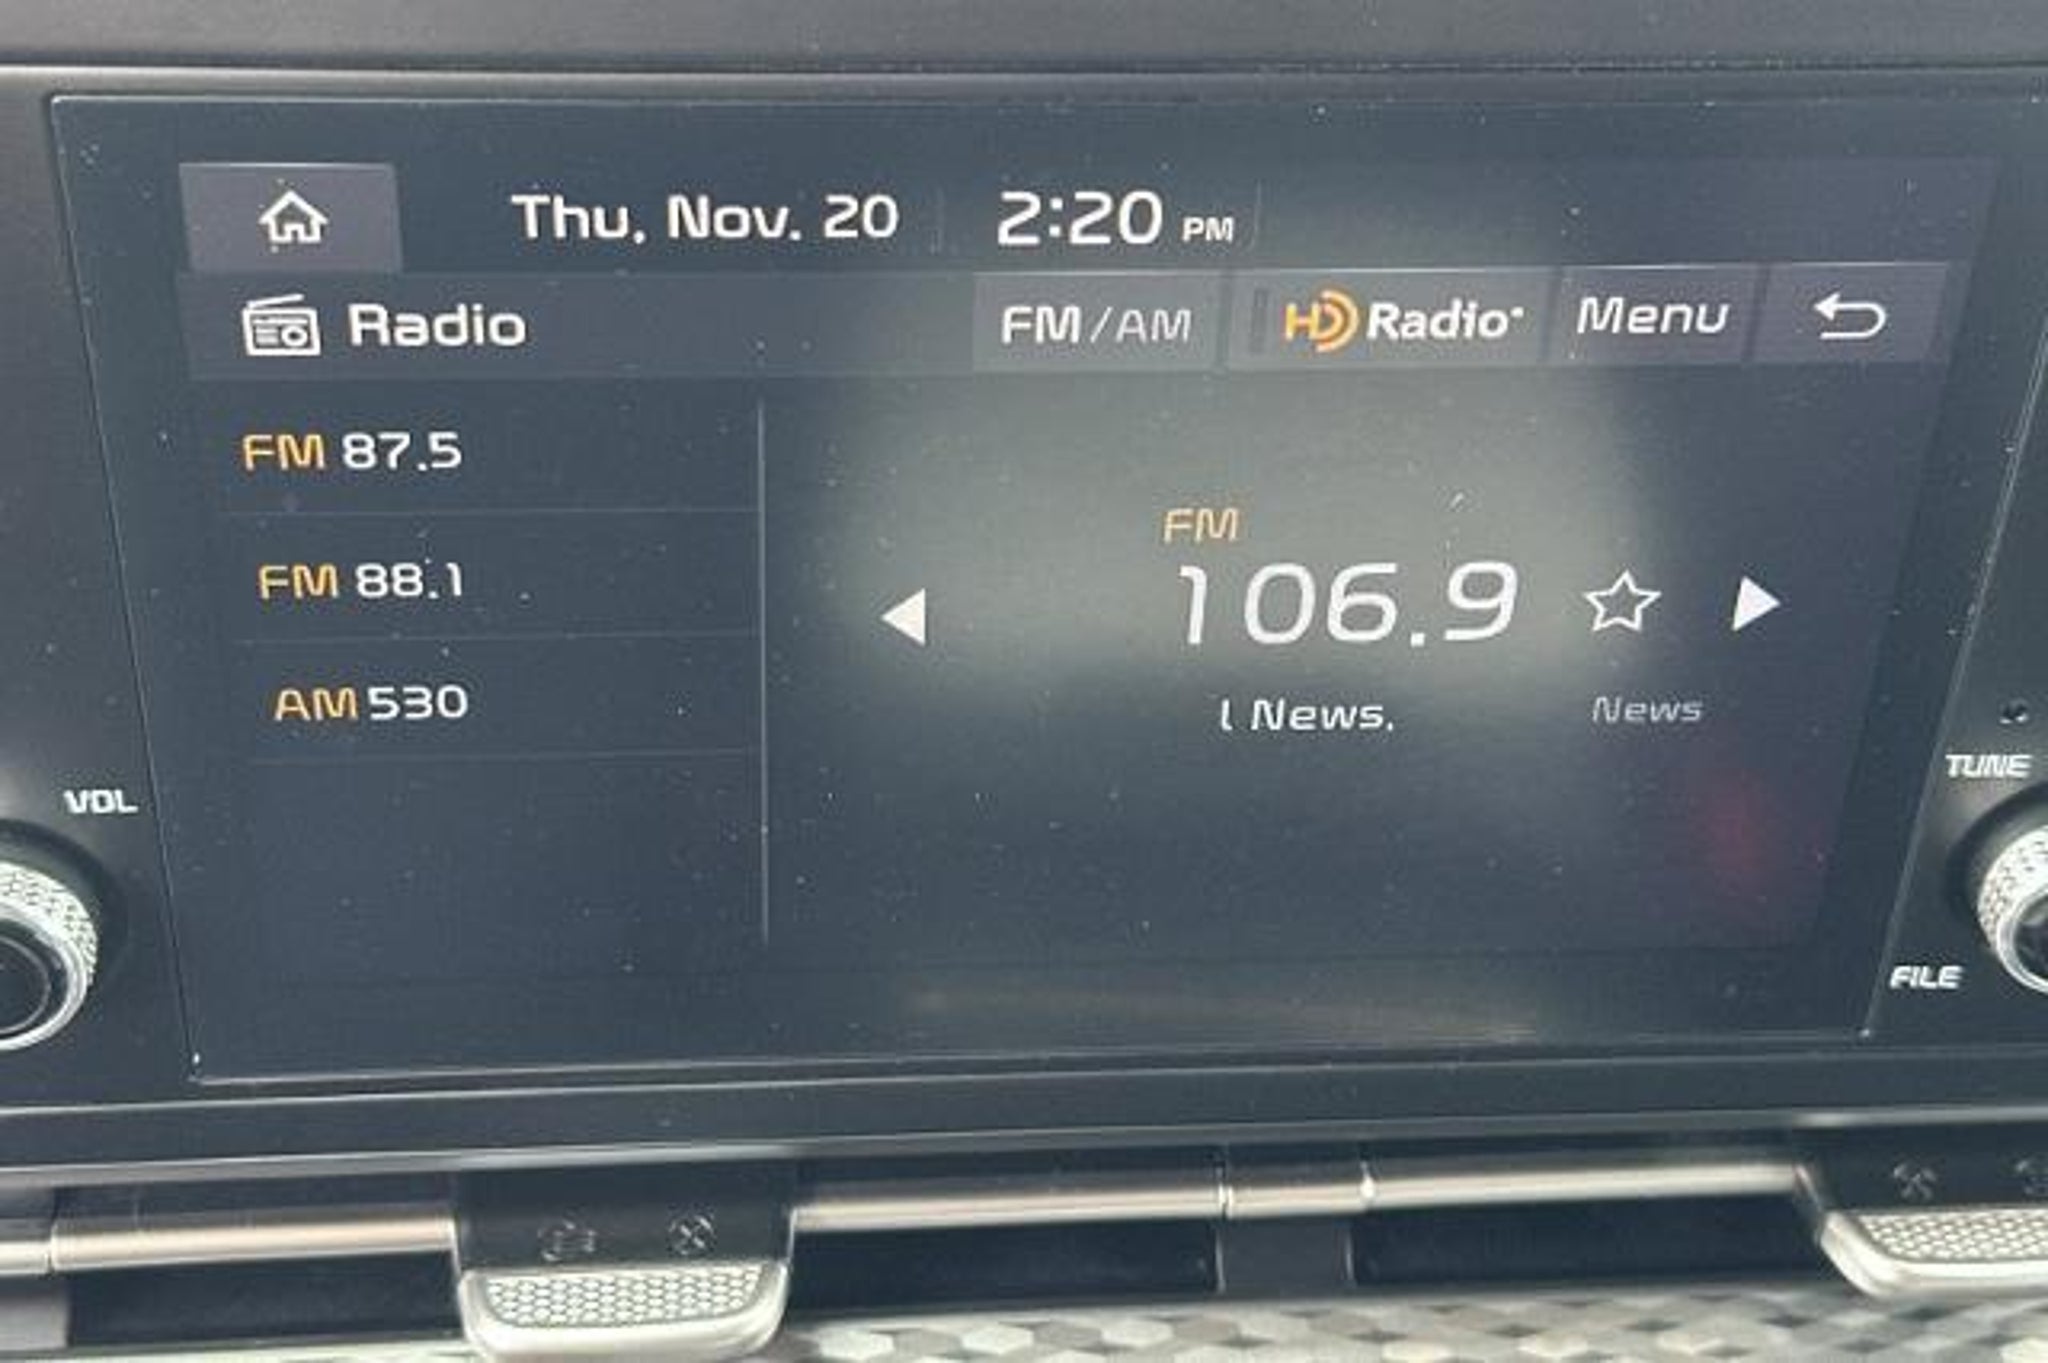 Thu, Nov. 20 2:20 PM
Radio FM/AM HD Radio Menu
FM 87.5
FM
FM 88.1
106.9
AM 530
l News. News
VOL
TUNE
FILE